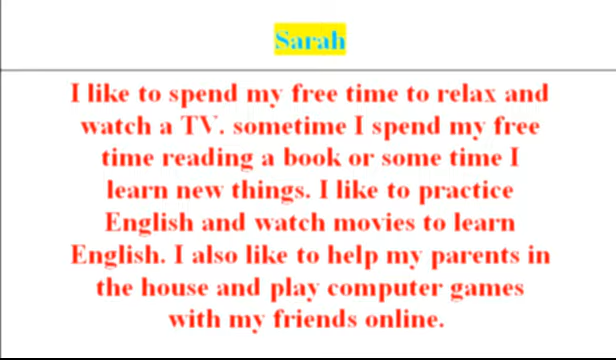 Sarah
I like to spend my free time to relax and
watch a TV. sometime I spend my free
time reading a book or some time I
learn new things. I like to practice
English and watch movies to learn
English. I also like to help my parents in
the house and play computer games
with my friends online.